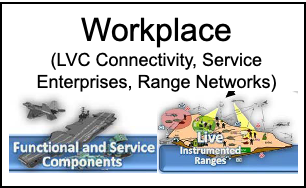 Workplace
(LVC Connectivity, Service
Enterprises, Range Networks)
Functional and Service
Components
Live
Instrumented
Ranges